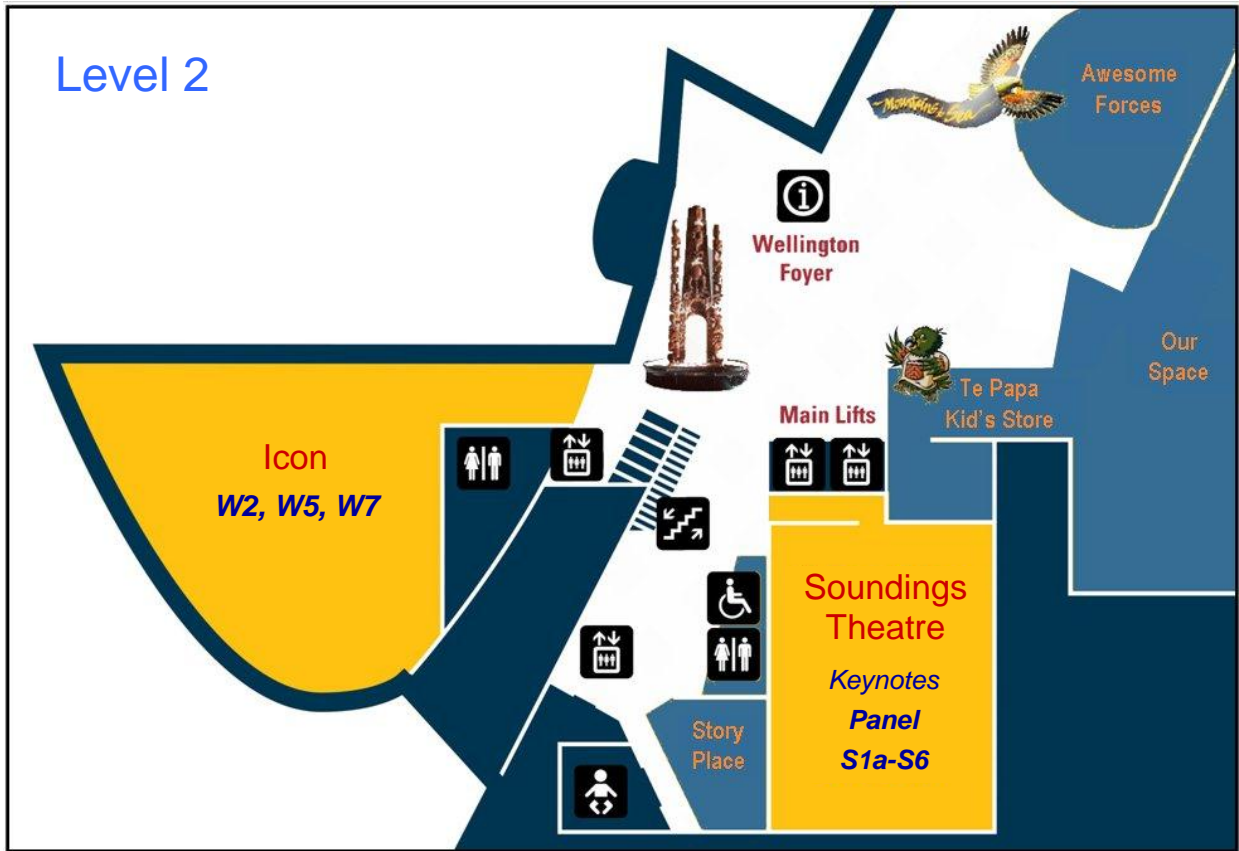 Level 2
Awesome
Forces
~Mountains to Sea~
i
Wellington
Foyer
Our
Space
Te Papa
Kid's Store
Main Lifts
Icon
W2, W5, W7
Soundings
Theatre
Keynotes
Panel
S1a-S6
Story
Place